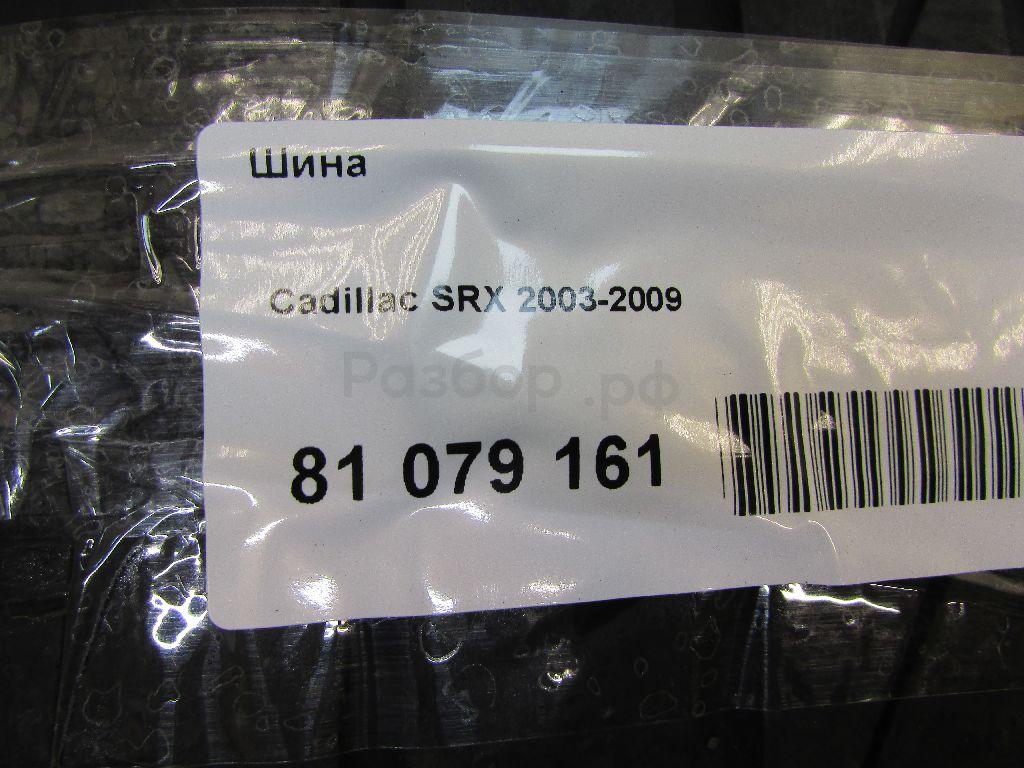 Шина
Cadillac SRX 2003-2009
Разбор.рф
81 079 161